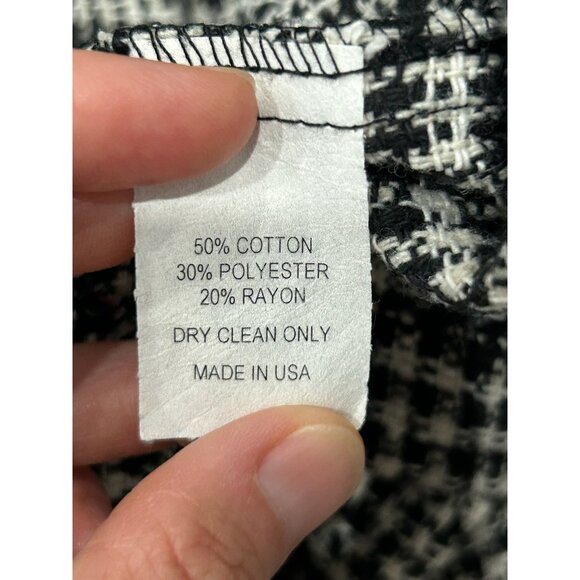 50% COTTON
30% POLYESTER
20% RAYON
DRY CLEAN ONLY
MADE IN USA